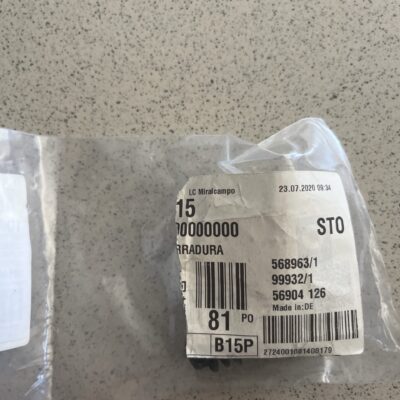 LC Miralcampo 23.07.2020 09:34
15
00000000 STO
RRADURA
568963/1
99932/1
56904 126
Made in:DE
81 PO
B15P